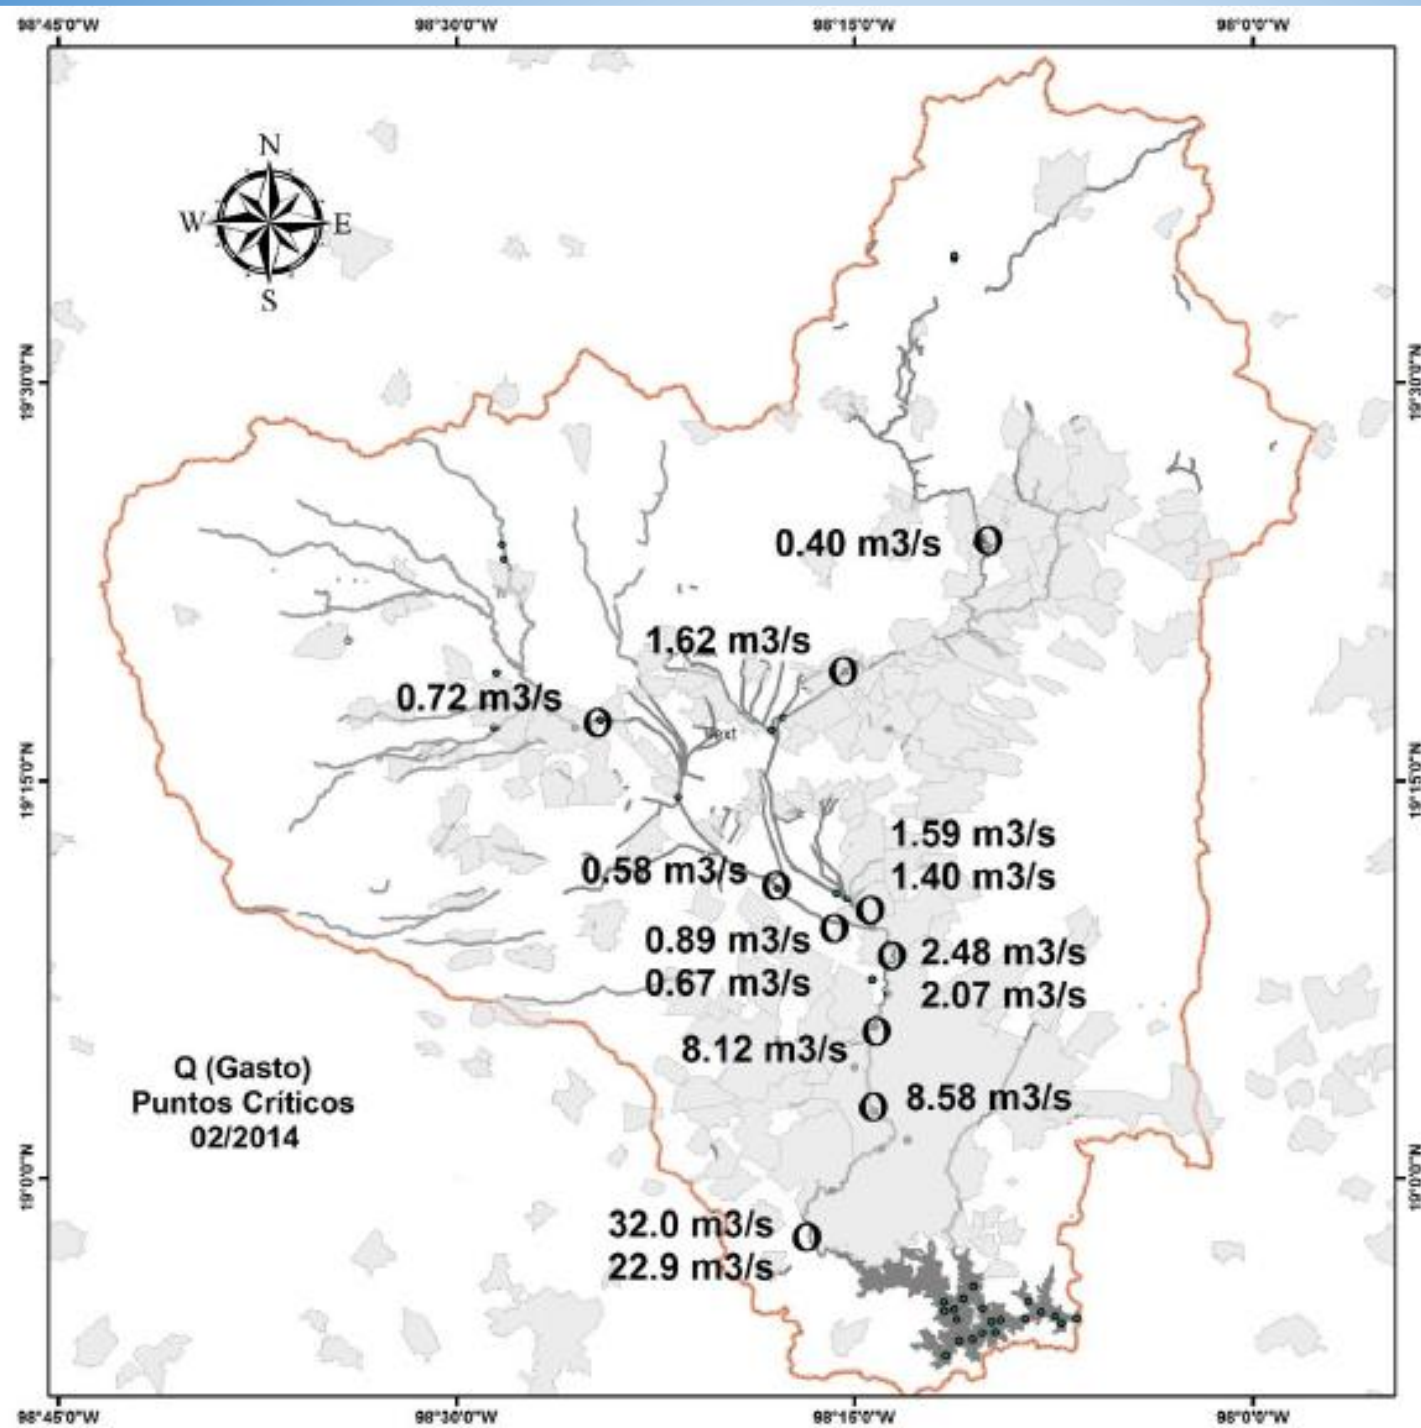 98°45'0"W 98°30'0"W 98°15'0"W 98°0'0"W
N
W E
S
19°30'0"N 19°30'0"N
0.40 m3/s
1.62 m3/s
0.72 m3/s
19°15'0"N 19°15'0"N
1.59 m3/s
0.58 m3/s 1.40 m3/s
0.89 m3/s 2.48 m3/s
0.67 m3/s 2.07 m3/s
8.12 m3/s
Q (Gasto)
Puntos Críticos
02/2014
8.58 m3/s
19°0'0"N 19°0'0"N
32.0 m3/s
22.9 m3/s
98°45'0"W 98°30'0"W 98°15'0"W 98°0'0"W